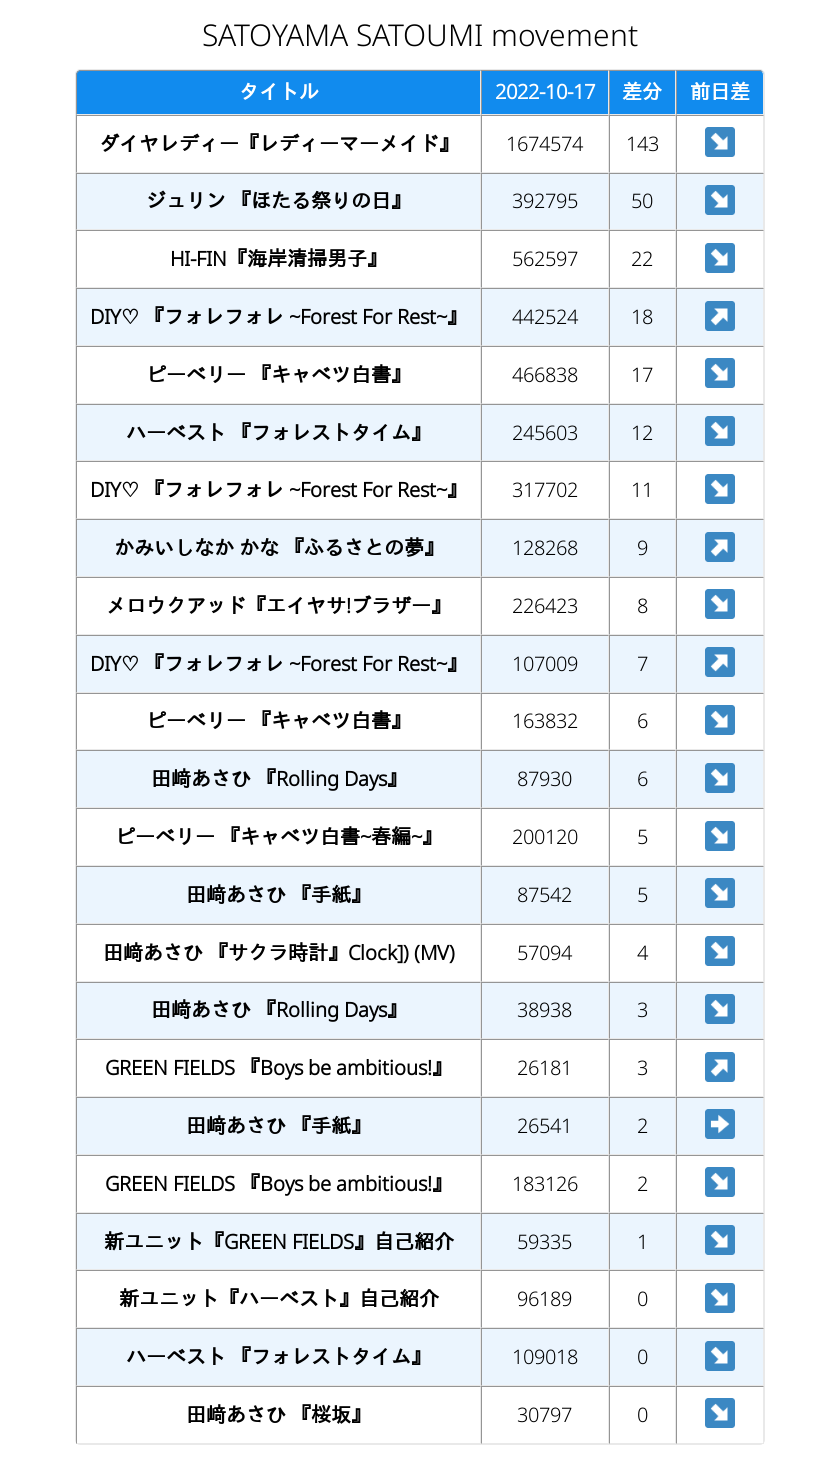 SATOYAMA SATOUMI movement
タイトル 2022-10-17 差分 前日差
ダイヤレディー『レディーマーメイド』 1674574 143 ↘
ジュリン 『ほたる祭りの日』 392795 50 ↘
HI-FIN『海岸清掃男子』 562597 22 ↘
DIY♡ 『フォレフォレ ~Forest For Rest~』 442524 18 ↗
ピーベリー 『キャベツ白書』 466838 17 ↘
ハーベスト 『フォレストタイム』 245603 12 ↘
DIY♡ 『フォレフォレ ~Forest For Rest~』 317702 11 ↘
かみいしなか かな 『ふるさとの夢』 128268 9 ↗
メロウクアッド『エイヤサ!ブラザー』 226423 8 ↘
DIY♡ 『フォレフォレ ~Forest For Rest~』 107009 7 ↗
ピーベリー 『キャベツ白書』 163832 6 ↘
田﨑あさひ 『Rolling Days』 87930 6 ↘
ピーベリー 『キャベツ白書~春編~』 200120 5 ↘
田﨑あさひ 『手紙』 87542 5 ↘
田﨑あさひ 『サクラ時計』Clock]) (MV) 57094 4 ↘
田﨑あさひ 『Rolling Days』 38938 3 ↘
GREEN FIELDS 『Boys be ambitious!』 26181 3 ↗
田﨑あさひ 『手紙』 26541 2 ➡
GREEN FIELDS 『Boys be ambitious!』 183126 2 ↘
新ユニット『GREEN FIELDS』自己紹介 59335 1 ↘
新ユニット『ハーベスト』自己紹介 96189 0 ↘
ハーベスト 『フォレストタイム』 109018 0 ↘
田﨑あさひ 『桜坂』 30797 0 ↘